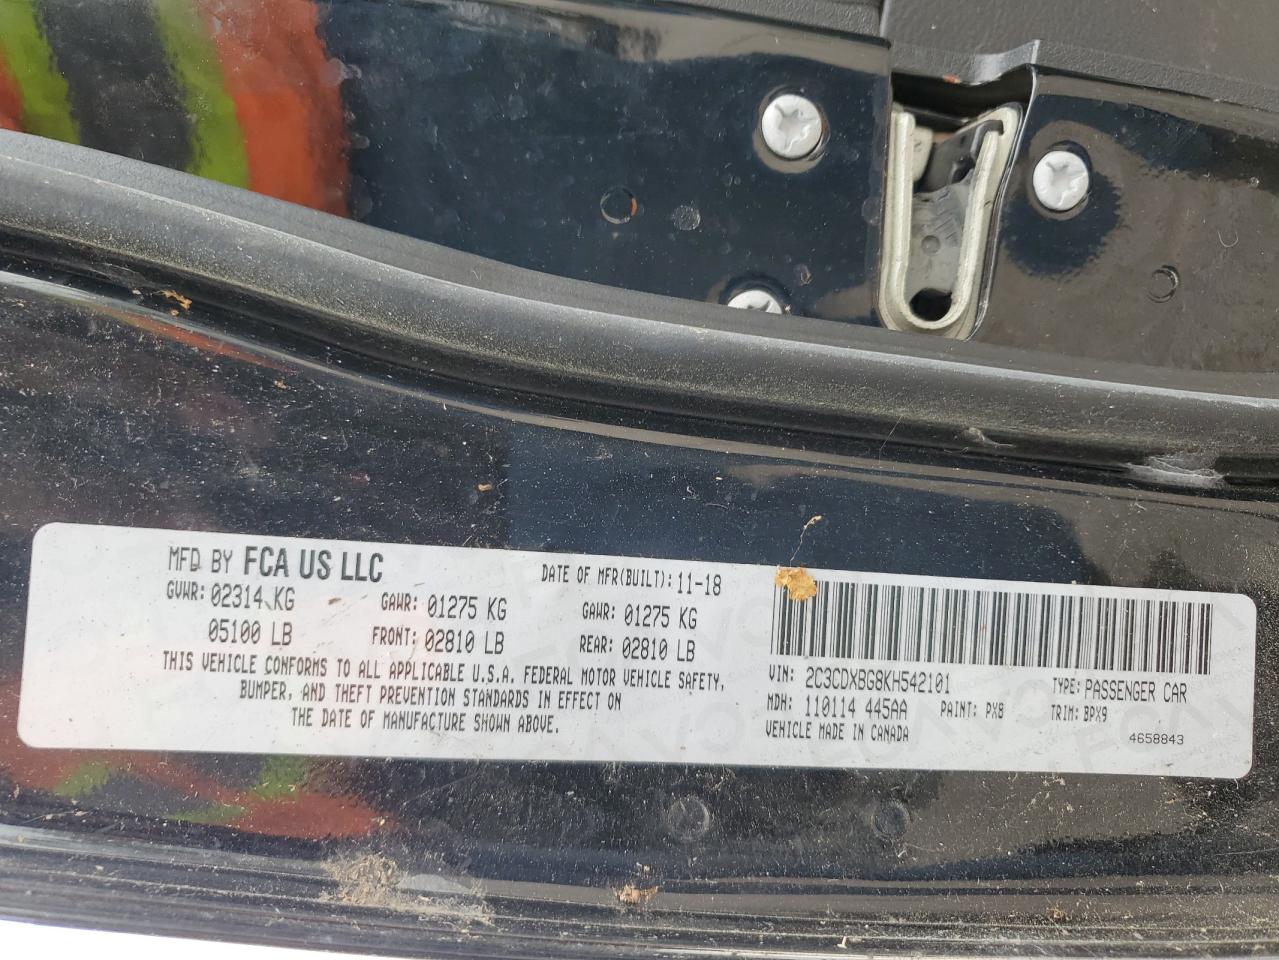 MFD BY FCA US LLC DATE OF MFR(BUILT): 11-18
GVWR: 02314 KG GAWR: 01275 KG GAWR: 01275 KG
05100 LB FRONT: 02810 LB REAR: 02810 LB
THIS VEHICLE CONFORMS TO ALL APPLICABLE U.S.A. FEDERAL MOTOR VEHICLE SAFETY,
BUMPER, AND THEFT PREVENTION STANDARDS IN EFFECT ON
THE DATE OF MANUFACTURE SHOWN ABOVE.
VIN: 2C3CDXBG8KH542101 TYPE: PASSENGER CAR
MDH: 110114 445AA PAINT: PX8 TRIM: BPX9
VEHICLE MADE IN CANADA 4658843